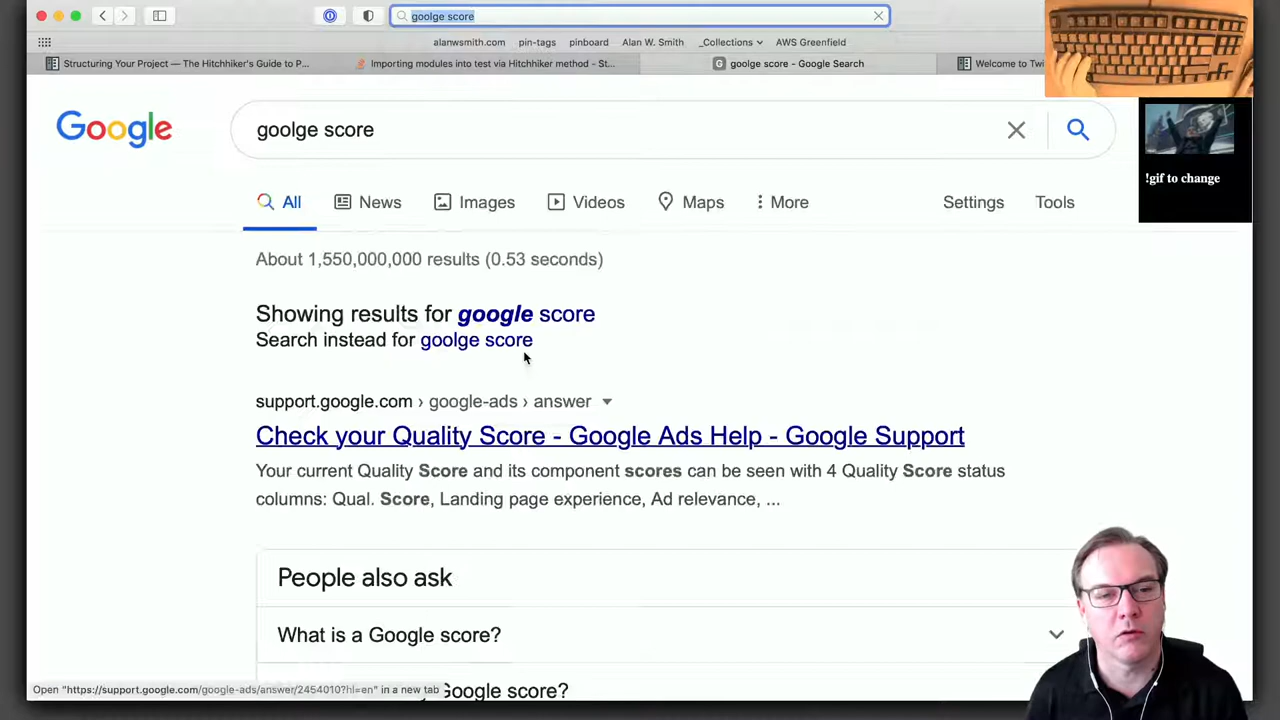 goolge score
alanwsmith.com pin-tags pinboard Alan W. Smith _Collections AWS Greenfield
Structuring Your Project — The Hitchhiker's Guide to P... Importing modules into test via Hitchhiker method - St... G goolge score - Google Search Welcome to Twi
Google goolge score
!gif to change
All News Images Videos Maps More Settings Tools
About 1,550,000,000 results (0.53 seconds)
Showing results for google score
Search instead for goolge score
support.google.com › google-ads › answer
Check your Quality Score - Google Ads Help - Google Support
Your current Quality Score and its component scores can be seen with 4 Quality Score status
columns: Qual. Score, Landing page experience, Ad relevance, ...
People also ask
What is a Google score?
Open "https://support.google.com/google-ads/answer/2454010?hl=en" in a new tab
Google score?